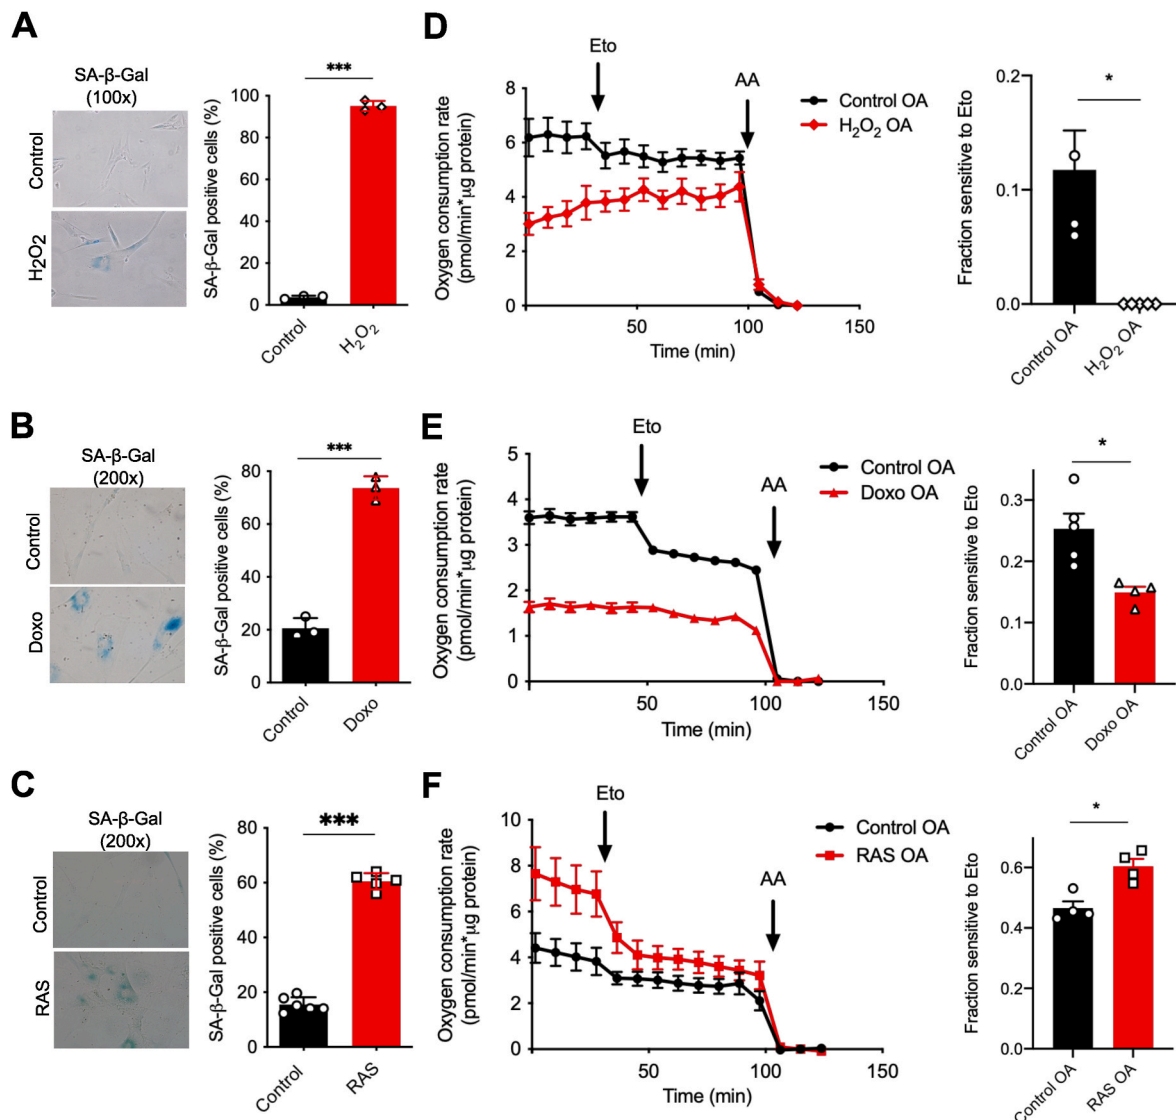 A
SA-β-Gal
(100x)
Control
H2O2
SA-β-Gal positive cells (%)
100
80
60
40
20
0
***
Control
H2O2
D
Eto
AA
Control OA
H2O2 OA
Oxygen consumption rate
(pmol/min*μg protein)
8
6
4
2
0
50
100
150
Time (min)
Fraction sensitive to Eto
0.2
0.1
0.0
*
Control OA
H2O2 OA
B
SA-β-Gal
(200x)
Control
Doxo
SA-β-Gal positive cells (%)
80
60
40
20
0
***
Control
Doxo
E
Eto
AA
Control OA
Doxo OA
Oxygen consumption rate
(pmol/min*μg protein)
5
4
3
2
1
0
50
100
150
Time (min)
Fraction sensitive to Eto
0.3
0.2
0.1
0.0
*
Control OA
Doxo OA
C
SA-β-Gal
(200x)
Control
RAS
SA-β-Gal positive cells (%)
80
60
40
20
0
***
Control
RAS
F
Eto
AA
Control OA
RAS OA
Oxygen consumption rate
(pmol/min*μg protein)
10
8
6
4
2
0
50
100
150
Time (min)
Fraction sensitive to Eto
0.6
0.4
0.2
0.0
*
Control OA
RAS OA